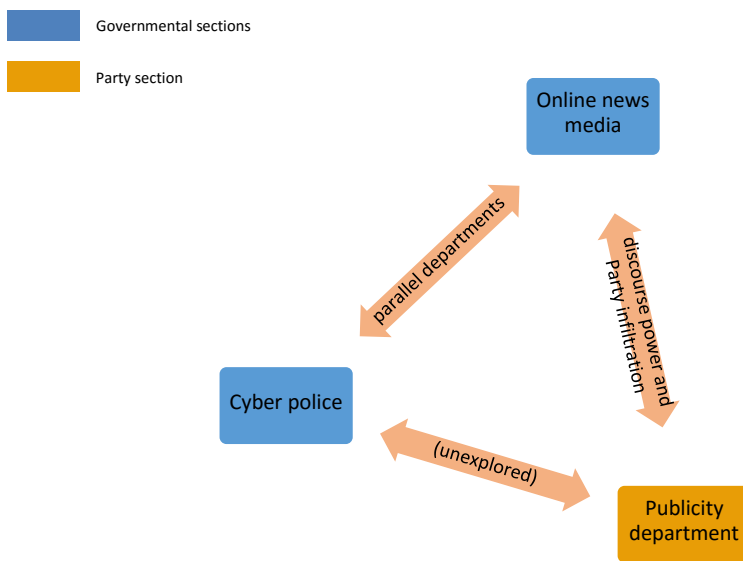 Governmental sections
Party section
Online news
media
parallel departments
discourse power and
Party infiltration
Cyber police
(unexplored)
Publicity
department